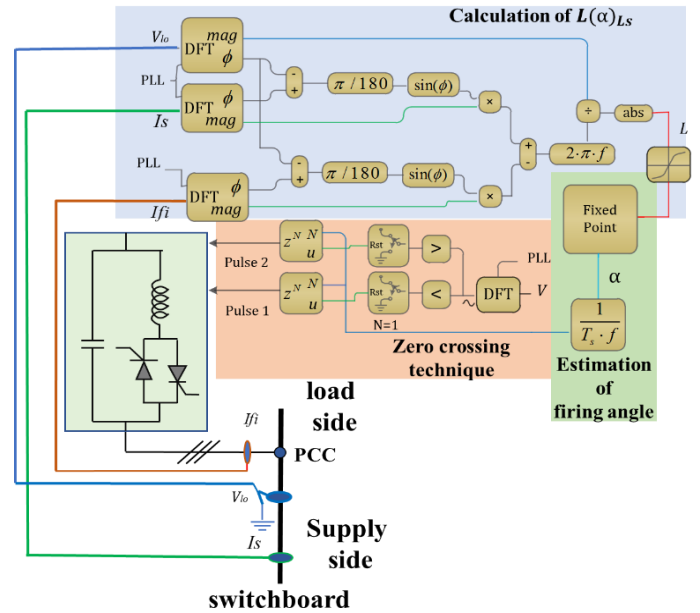 Calculation of L(α)Ls
Vlo
DFT
mag
ϕ
PLL
DFT
ϕ
mag
Is
-
+
π / 180
sin(ϕ)
×
÷
abs
L
+
-
2·π·f
PLL
DFT
ϕ
mag
Ifi
-
+
π / 180
sin(ϕ)
×
Fixed
Point
α
1
Ts · f
Estimation
of
firing angle
z^N N
u
Pulse 2
Rst
>
z^N N
u
Pulse 1
Rst
<
N=1
PLL
DFT
V
Zero crossing
technique
load
side
Ifi
PCC
Vlo
Is
Supply
side
switchboard